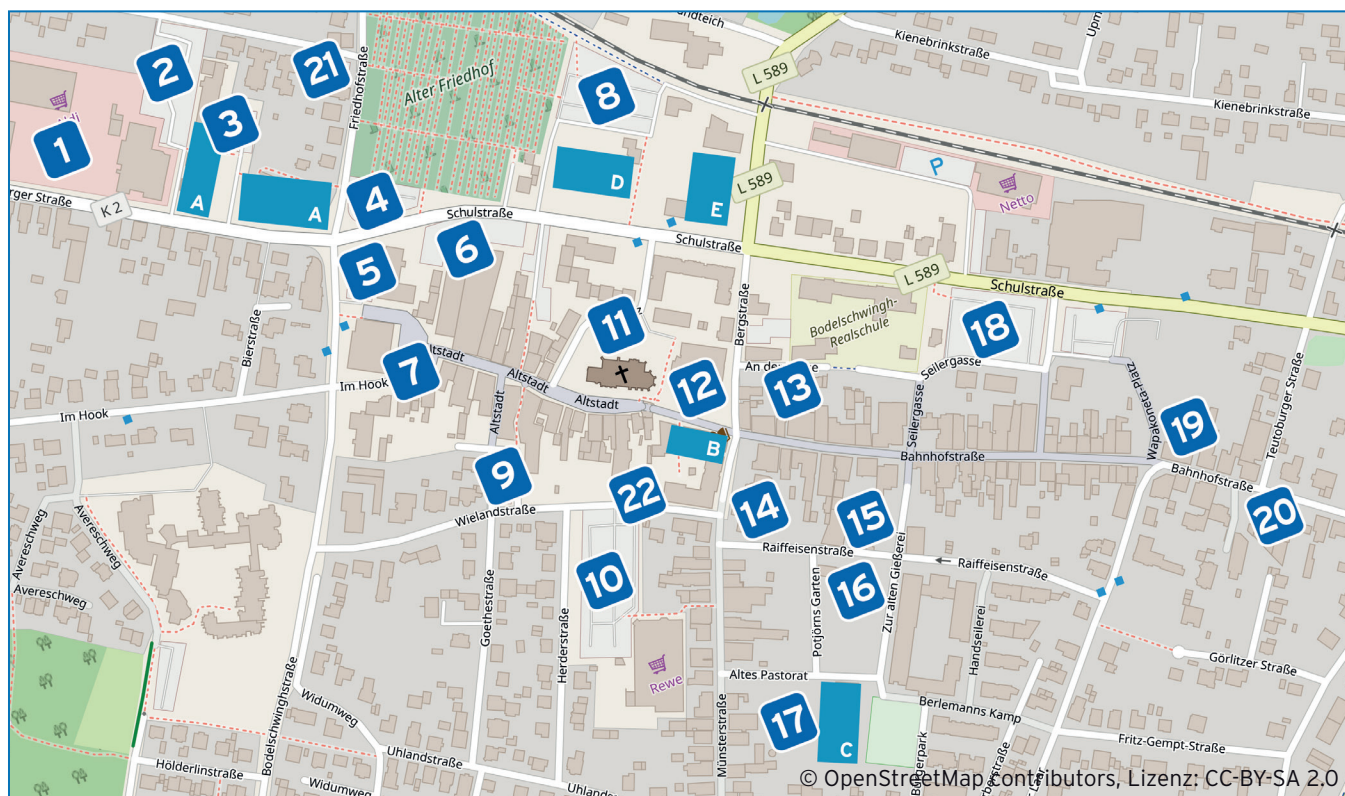 ndteich
Upm
Kienebrinkstraße
Kienebrinkstraße
L 589
2
21
Friedhofstraße
Alter Friedhof
8
3
1
A
A
D
E
L 589
P
Netto
rger Straße
K 2
4
Schulstraße
6
Schulstraße
5
L 589
Schulstraße
Bierstraße
11
Bergstraße
Bodelschwingh-
Realschule
18
7
Altstadt
Altstadt
Altstadt
12
13
Seilergasse
Im Hook
Im Hook
Altstadt
B
Seilergasse
Bahnhofstraße
Wapakoneta-Platz
19
Teutoburger Straße
Bahnhofstraße
9
22
Wielandstraße
14
15
20
Avereschweg
Avereschweg
Avereschweg
10
Raiffeisenstraße
Raiffeisenstraße
16
Goethestraße
Herderstraße
Potjörns Garten
Zur alten Gießerei
Handseilerei
Görlitzer Straße
Rewe
Altes Pastorat
Berlemanns Kamp
Widumweg
17
C
Bodelschwinghstraße
Uhlandstraße
Münsterstraße
Fritz-Gempt-Straße
Hölderlinstraße
Widumweg
Uhlandst
© OpenStreetMap contributors, Lizenz: CC-BY-SA 2.0